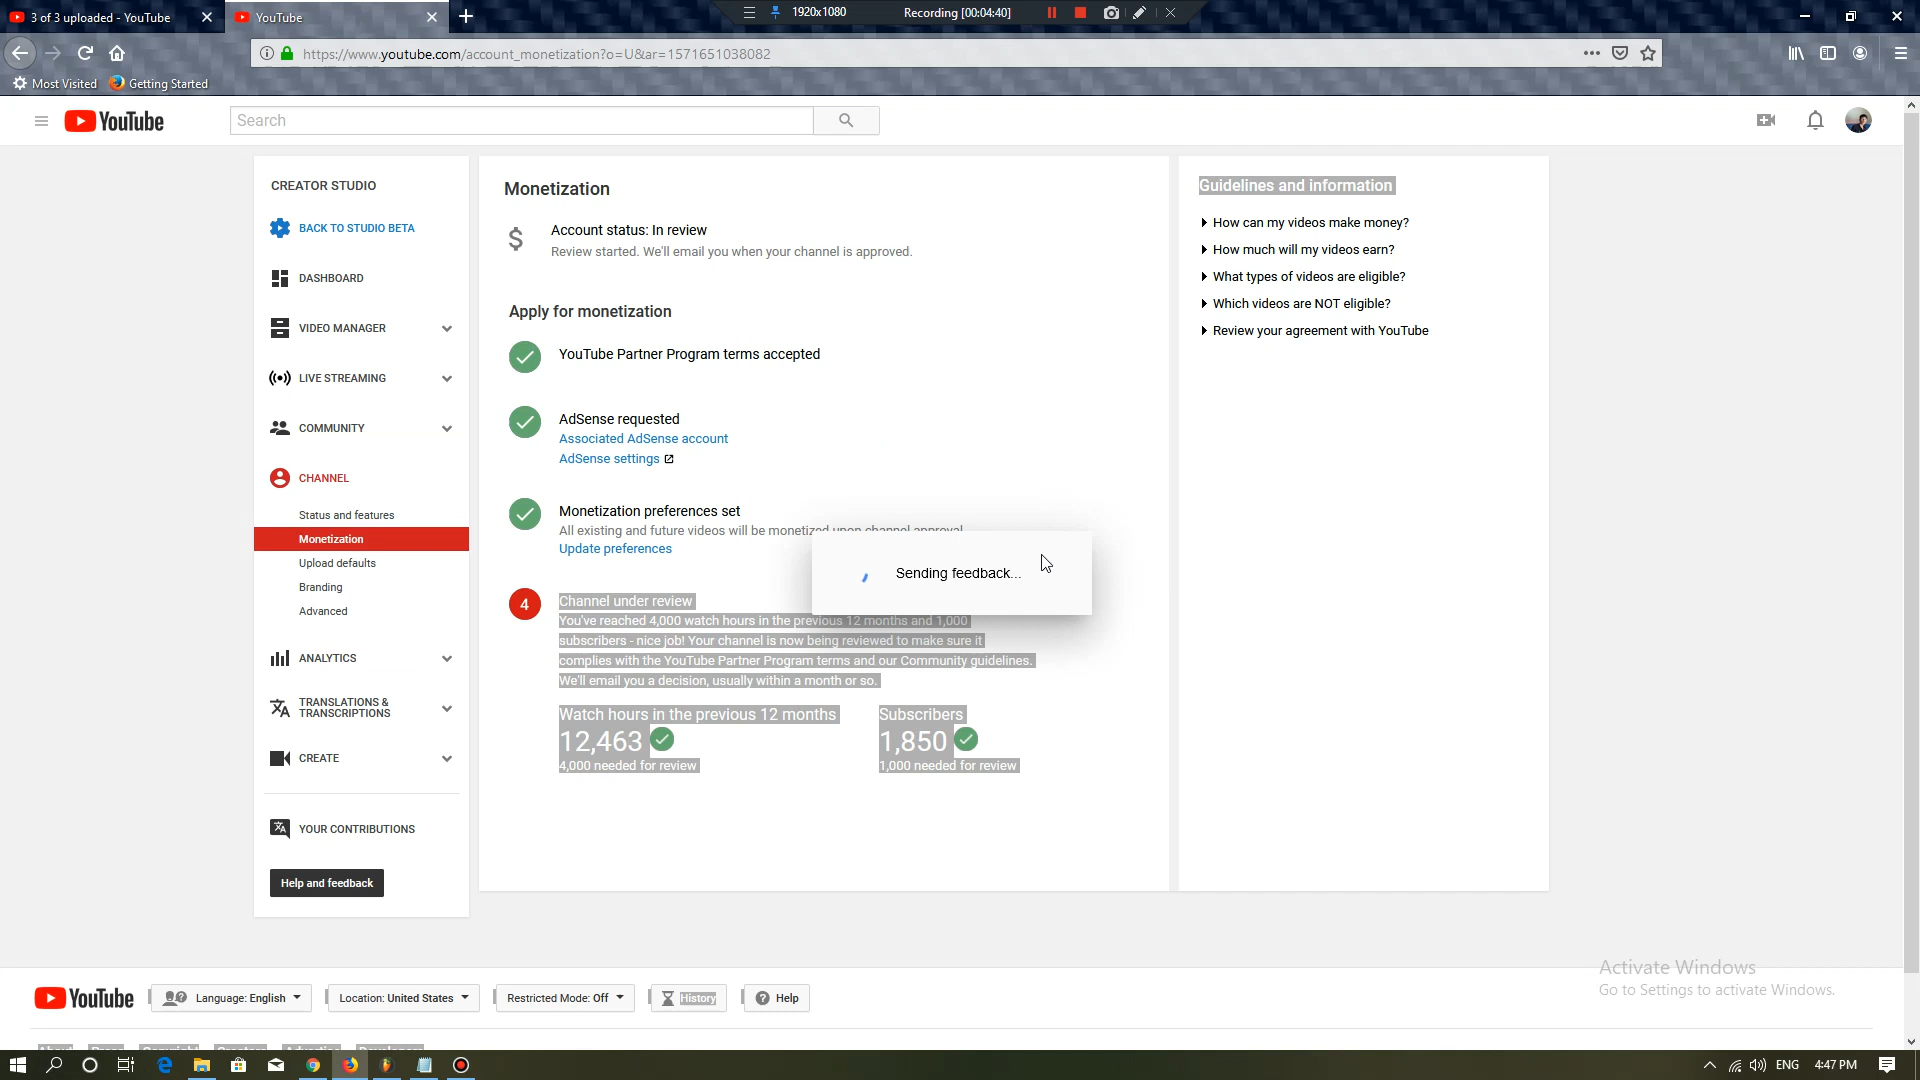 3 of 3 uploaded - YouTube
YouTube
1920x1080
Recording [00:04:40]
https://www.youtube.com/account_monetization?o=U&ar=1571651038082
Most Visited
Getting Started
YouTube
Search
CREATOR STUDIO
BACK TO STUDIO BETA
DASHBOARD
VIDEO MANAGER
LIVE STREAMING
COMMUNITY
CHANNEL
Status and features
Monetization
Upload defaults
Branding
Advanced
ANALYTICS
TRANSLATIONS &
TRANSCRIPTIONS
CREATE
YOUR CONTRIBUTIONS
Help and feedback
Monetization
$
Account status: In review
Review started. We'll email you when your channel is approved.
Apply for monetization
YouTube Partner Program terms accepted
AdSense requested
Associated AdSense account
AdSense settings
Monetization preferences set
All existing and future videos will be monetized upon channel approval
Update preferences
Sending feedback...
4
Channel under review
You've reached 4,000 watch hours in the previous 12 months and 1,000
subscribers - nice job! Your channel is now being reviewed to make sure it
complies with the YouTube Partner Program terms and our Community guidelines.
We'll email you a decision, usually within a month or so.
Watch hours in the previous 12 months
12,463
4,000 needed for review
Subscribers
1,850
1,000 needed for review
Guidelines and information
How can my videos make money?
How much will my videos earn?
What types of videos are eligible?
Which videos are NOT eligible?
Review your agreement with YouTube
Activate Windows
Go to Settings to activate Windows.
YouTube
Language: English
Location: United States
Restricted Mode: Off
History
Help
About Press Copyright Creators Advertise Developers
ENG
4:47 PM